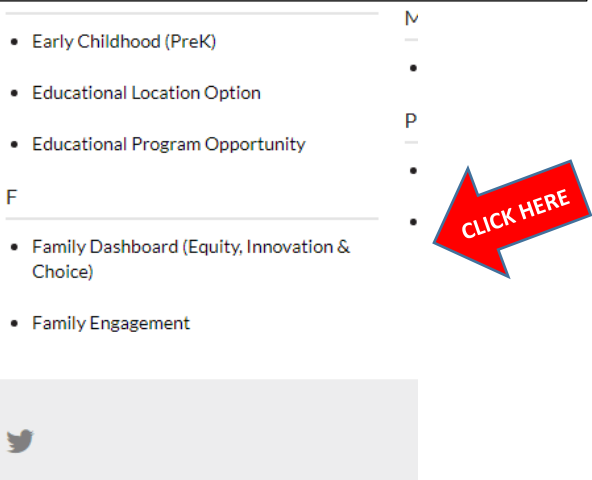 Early Childhood (PreK)
Educational Location Option
Educational Program Opportunity
F
Family Dashboard (Equity, Innovation &
Choice)
Family Engagement
M
P
CLICK HERE